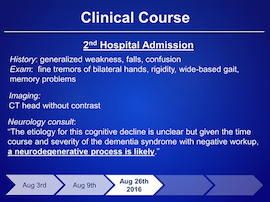 Clinical Course
2nd Hospital Admission
History: generalized weakness, falls, confusion
Exam: fine tremors of bilateral hands, rigidity, wide-based gait,
memory problems
Imaging:
CT head without contrast
Neurology consult:
“The etiology for this cognitive decline is unclear but given the time
course and severity of the dementia syndrome with negative workup,
a neurodegenerative process is likely.”
Aug 3rd
Aug 9th
Aug 26th
2016